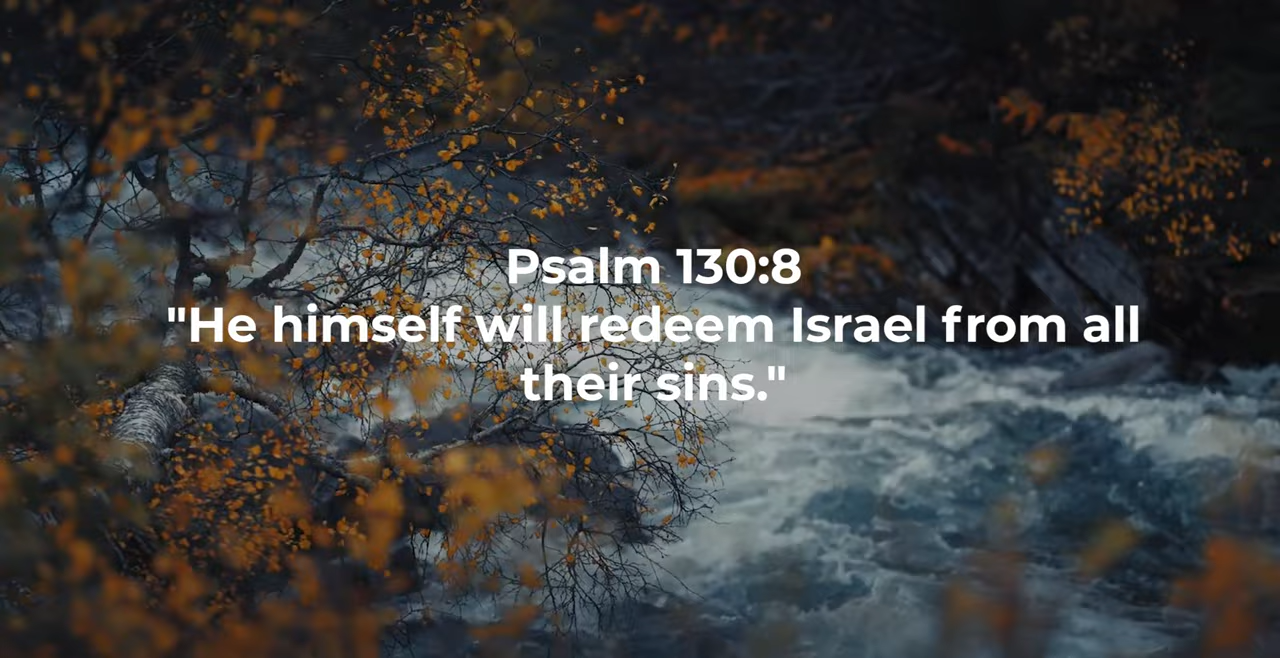 Psalm 130:8
"He himself will redeem Israel from all
their sins."